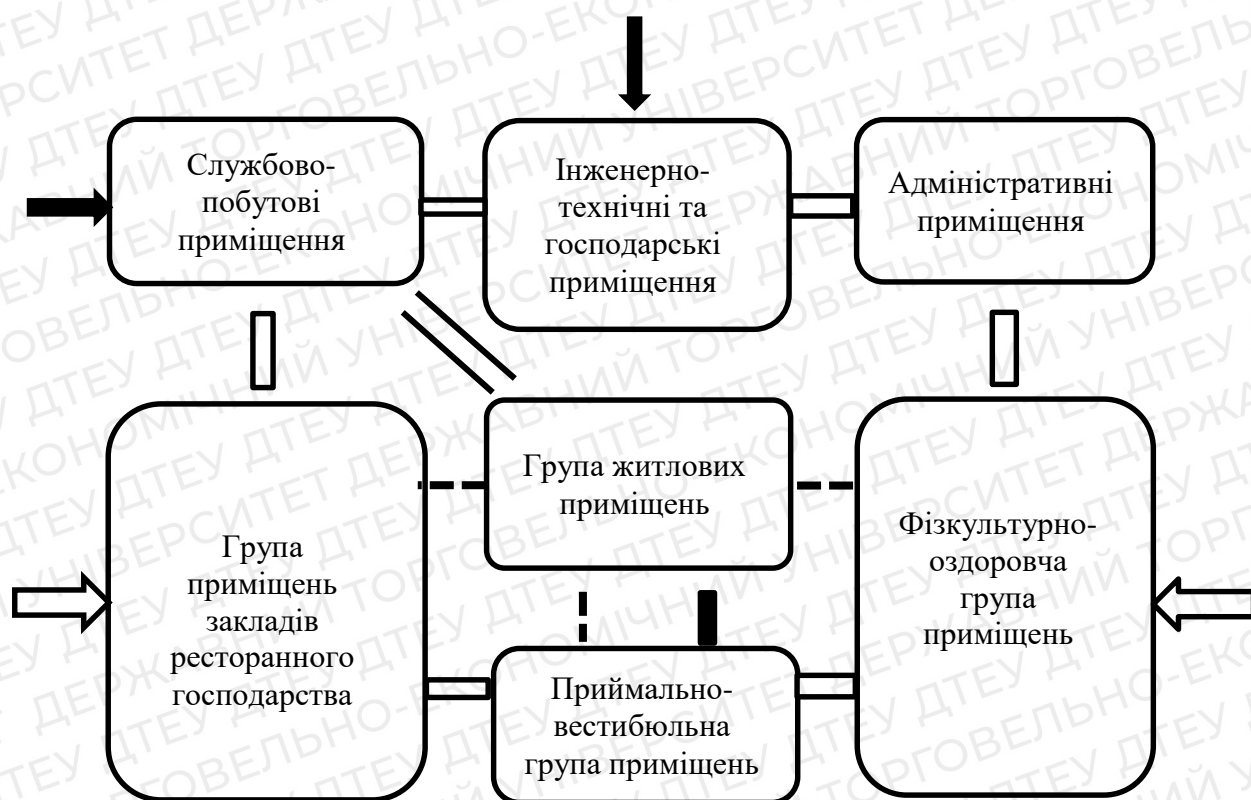 Службово-
побутові
приміщення
Інженерно-
технічні та
господарські
приміщення
Адміністративні
приміщення
Група житлових
приміщень
Група
приміщень
закладів
ресторанного
господарства
Фізкультурно-
оздоровча
група
приміщень
Приймально-
вестибюльна
група приміщень